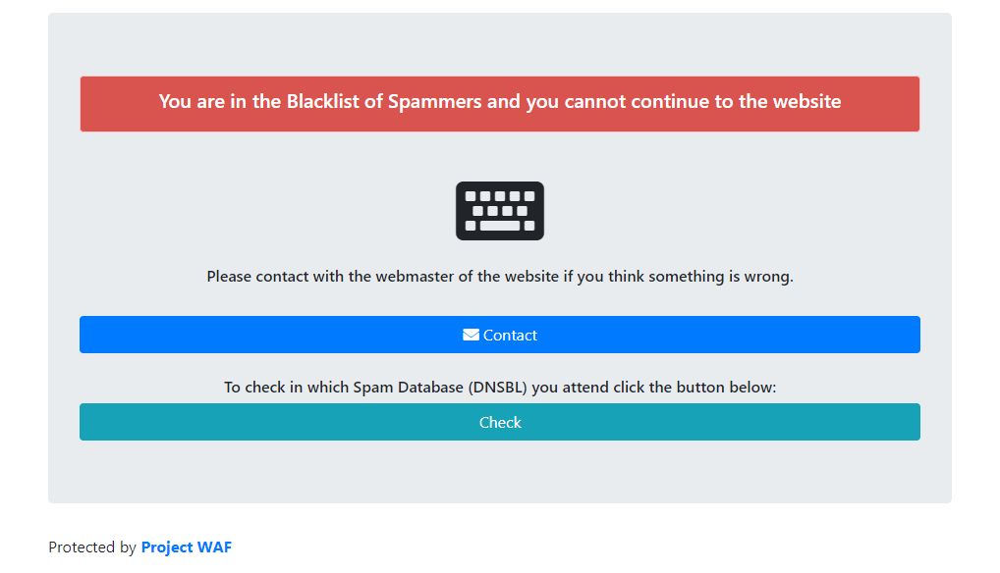 You are in the Blacklist of Spammers and you cannot continue to the website
Please contact with the webmaster of the website if you think something is wrong.
Contact
To check in which Spam Database (DNSBL) you attend click the button below:
Check
Protected by Project WAF